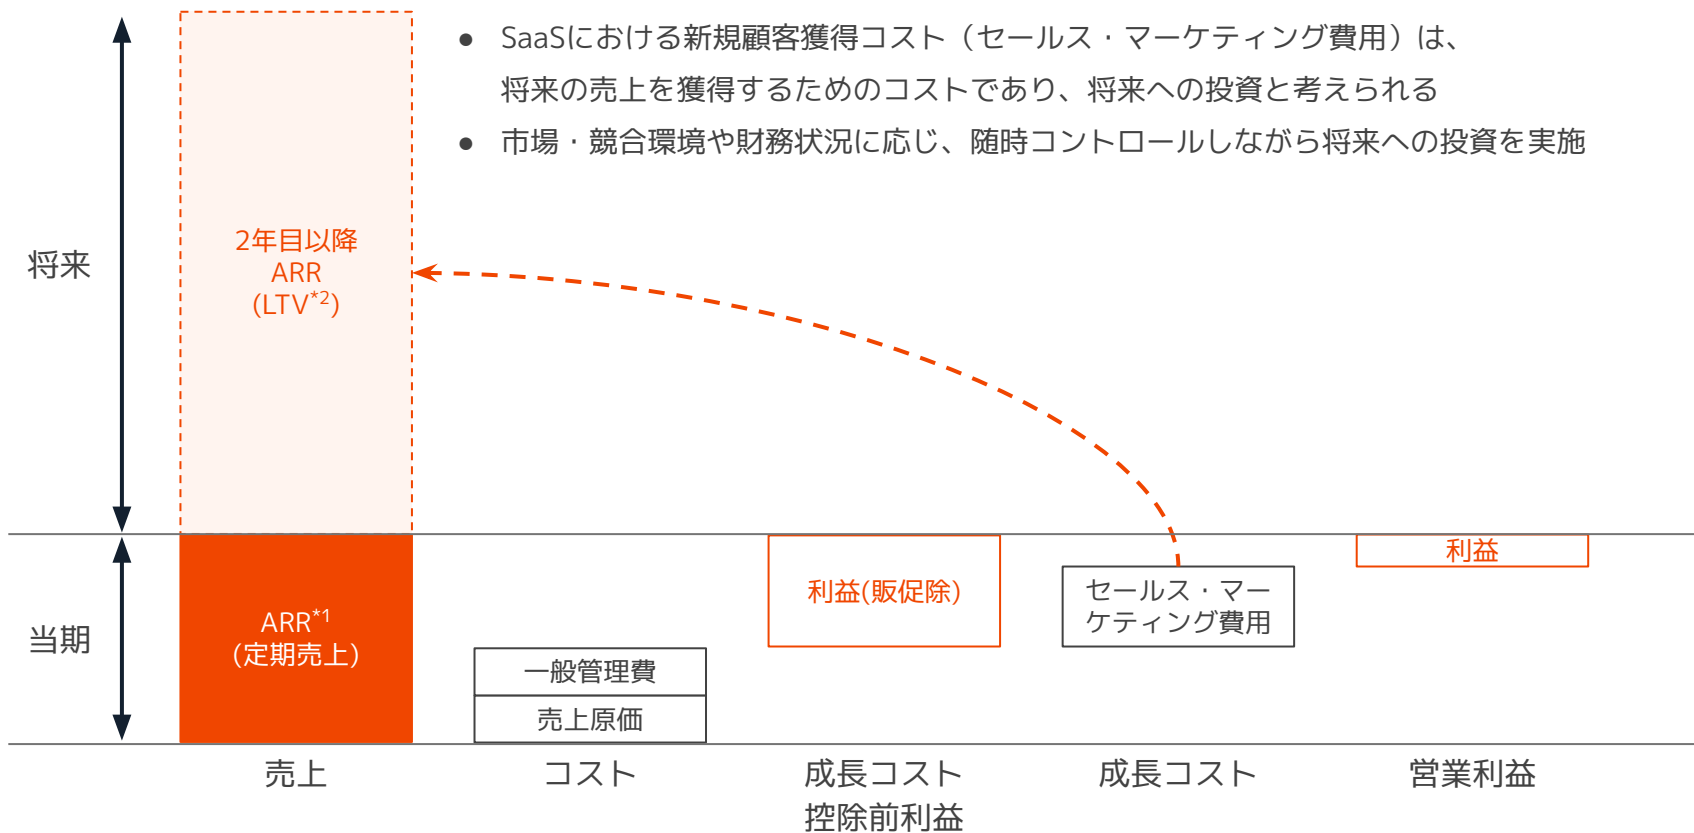 ● SaaSにおける新規顧客獲得コスト（セールス・マーケティング費用）は、
将来の売上を獲得するためのコストであり、将来への投資と考えられる
● 市場・競合環境や財務状況に応じ、随時コントロールしながら将来への投資を実施
将来
2年目以降
ARR
(LTV*2)
当期
ARR*1
(定期売上)
一般管理費
売上原価
利益(販促除)
セールス・マー
ケティング費用
利益
売上
コスト
成長コスト
控除前利益
成長コスト
営業利益